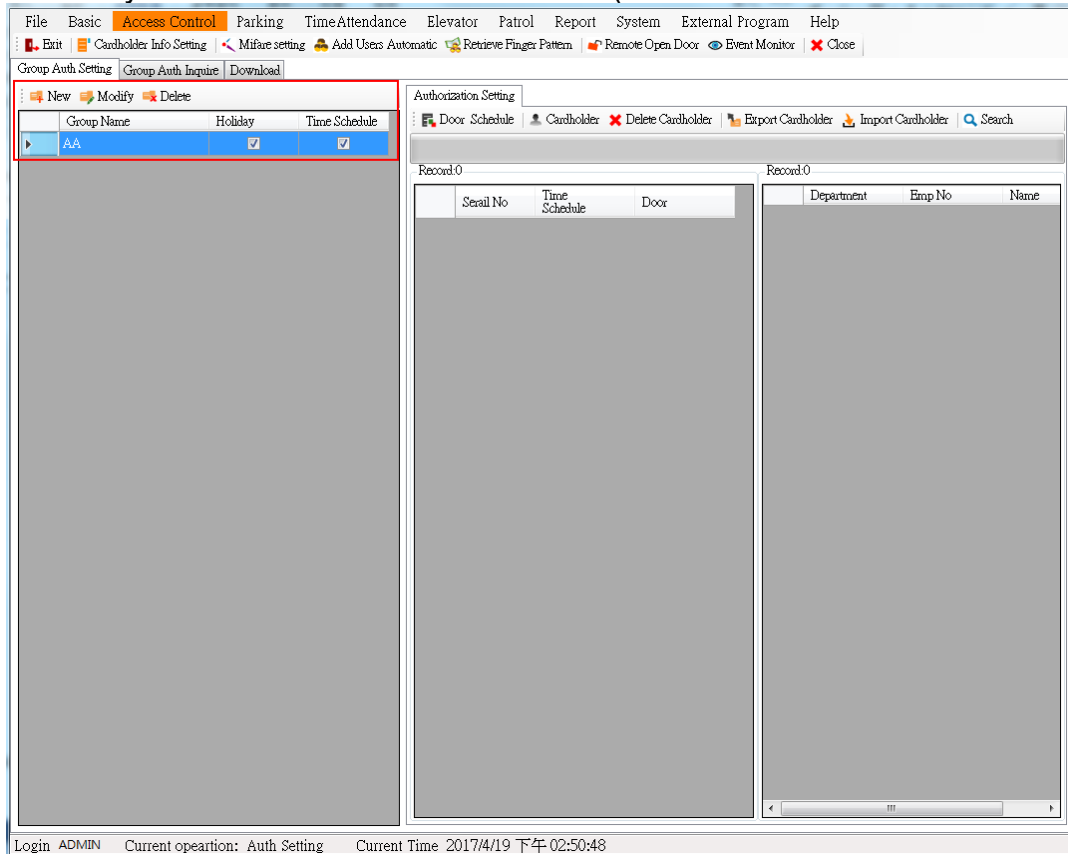 File Basic Access Control Parking TimeAttendance Elevator Patrol Report System External Program Help
Exit Cardholder Info Setting Mifare setting Add Users Automatic Retrieve Finger Pattern Remote Open Door Event Monitor Close
Group Auth Setting Group Auth Inquire Download
New Modify Delete
Group Name Holiday Time Schedule
AA
Authorization Setting
Door Schedule Cardholder Delete Cardholder Export Cardholder Import Cardholder Search
Record:0
Serail No Time Schedule Door
Record:0
Department Emp No Name
Login ADMIN Current opeartion: Auth Setting Current Time 2017/4/19 下午 02:50:48